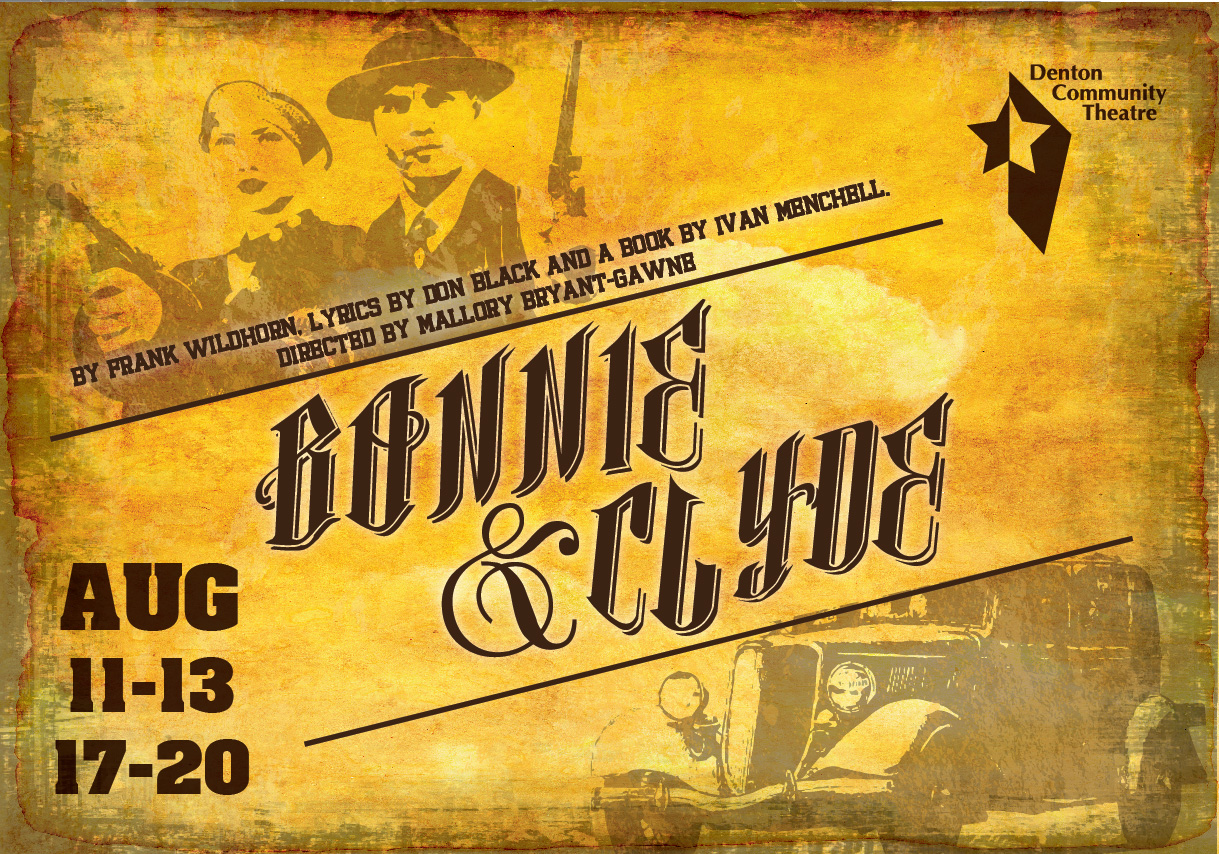 Denton
Community
Theatre
BY FRANK WILDHORN, LYRICS BY DON BLACK AND A BOOK BY IVAN MENCHELL.
DIRECTED BY MALLORY BRYANT-GAWNE
BONNIE
& CLYDE
AUG
11-13
17-20